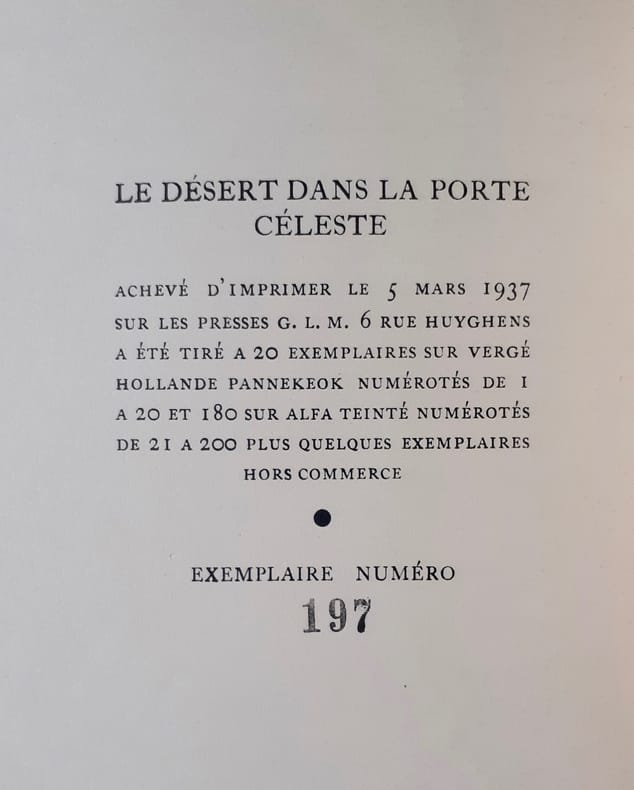 LE DÉSERT DANS LA PORTE
CÉLESTE
ACHEVÉ D'IMPRIMER LE 5 MARS 1937
SUR LES PRESSES G. L. M. 6 RUE HUYGHENS
A ÉTÉ TIRÉ A 20 EXEMPLAIRES SUR VERGÉ
HOLLANDE PANNEKEOK NUMÉROTÉS DE 1
A 20 ET 180 SUR ALFA TEINTÉ NUMÉROTÉS
DE 21 A 200 PLUS QUELQUES EXEMPLAIRES
HORS COMMERCE
●
EXEMPLAIRE NUMÉRO
197